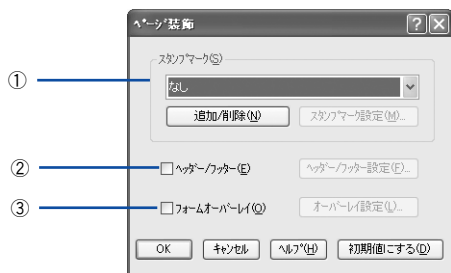 ページ装飾
スタンプマーク(S)
① なし
追加/削除(N) スタンプマーク設定(M)...
② ヘッダー/フッター(E) ヘッダー/フッター設定(F)...
③ フォームオーバーレイ(O) オーバーレイ設定(L)...
OK キャンセル ヘルプ(H) 初期値にする(D)